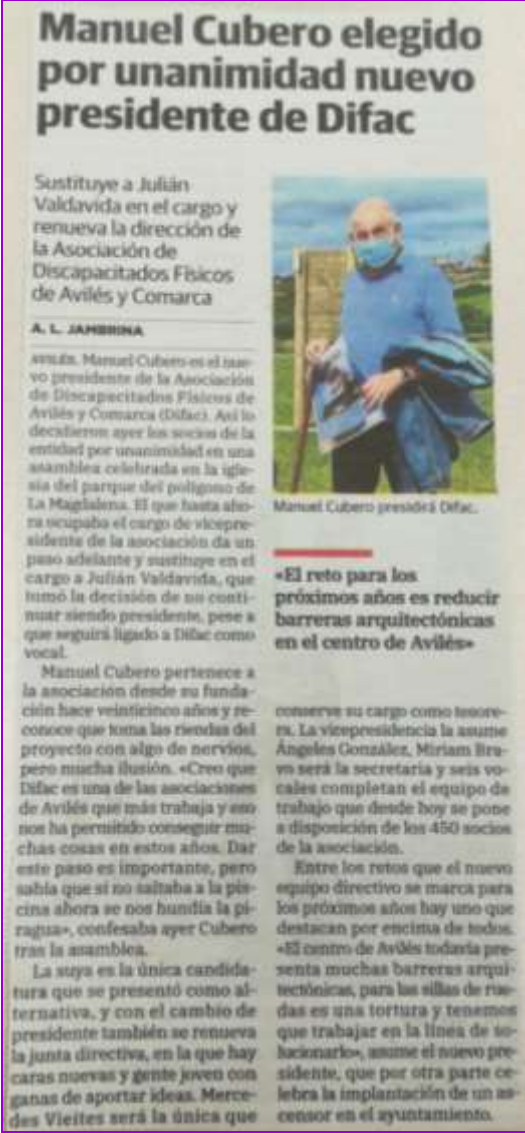 Manuel Cubero elegido
por unanimidad nuevo
presidente de Difac
Sustituye a Julián
Valdavida en el cargo y
renueva la dirección de
la Asociación de
Discapacitados Físicos
de Avilés y Comarca
A. L. JAMBRINA
AVILÉS. Manuel Cubero es el nue-
vo presidente de la Asociación
de Discapacitados Físicos de
Avilés y Comarca (Difac). Así lo
decidieron ayer los socios de la
entidad por unanimidad en una
asamblea celebrada en la igle-
sia del parque del polígono de
La Magdalena. El que hasta aho-
ra ocupaba el cargo de vicepre-
sidente de la asociación da un
paso adelante y sustituye en el
cargo a Julián Valdavida, que
tomó la decisión de no conti-
nuar siendo presidente, pese a
que seguirá ligado a Difac como
vocal.
Manuel Cubero pertenece a
la asociación desde su funda-
ción hace veinticinco años y re-
conoce que toma las riendas del
proyecto con algo de nervios,
pero mucha ilusión. «Creo que
Difac es una de las asociaciones
de Avilés que más trabaja y eso
nos ha permitido conseguir mu-
chas cosas en estos años. Dar
este paso es importante, pero
sabía que si no saltaba a la pis-
cina ahora se nos hundía la pi-
ragua», confesaba ayer Cubero
tras la asamblea.
La suya es la única candida-
tura que se presentó como al-
ternativa, y con el cambio de
presidente también se renueva
la junta directiva, en la que hay
caras nuevas y gente joven con
ganas de aportar ideas. Merce-
des Vieites será la única que
Manuel Cubero presidirá Difac.
«El reto para los
próximos años es reducir
barreras arquitectónicas
en el centro de Avilés»
conserve su cargo como tesore-
ra. La vicepresidencia la asume
Ángeles González, Miriam Bra-
vo será la secretaria y seis vo-
cales completan el equipo de
trabajo que desde hoy se pone
a disposición de los 450 socios
de la asociación.
Entre los retos que el nuevo
equipo directivo se marca para
los próximos años hay uno que
destacan por encima de todos.
«El centro de Avilés todavía pre-
senta muchas barreras arqui-
tectónicas, para las sillas de rue-
das es una tortura y tenemos
que trabajar en la línea de so-
lucionarlo», asume el nuevo pre-
sidente, que por otra parte ce-
lebra la implantación de un as-
censor en el ayuntamiento.